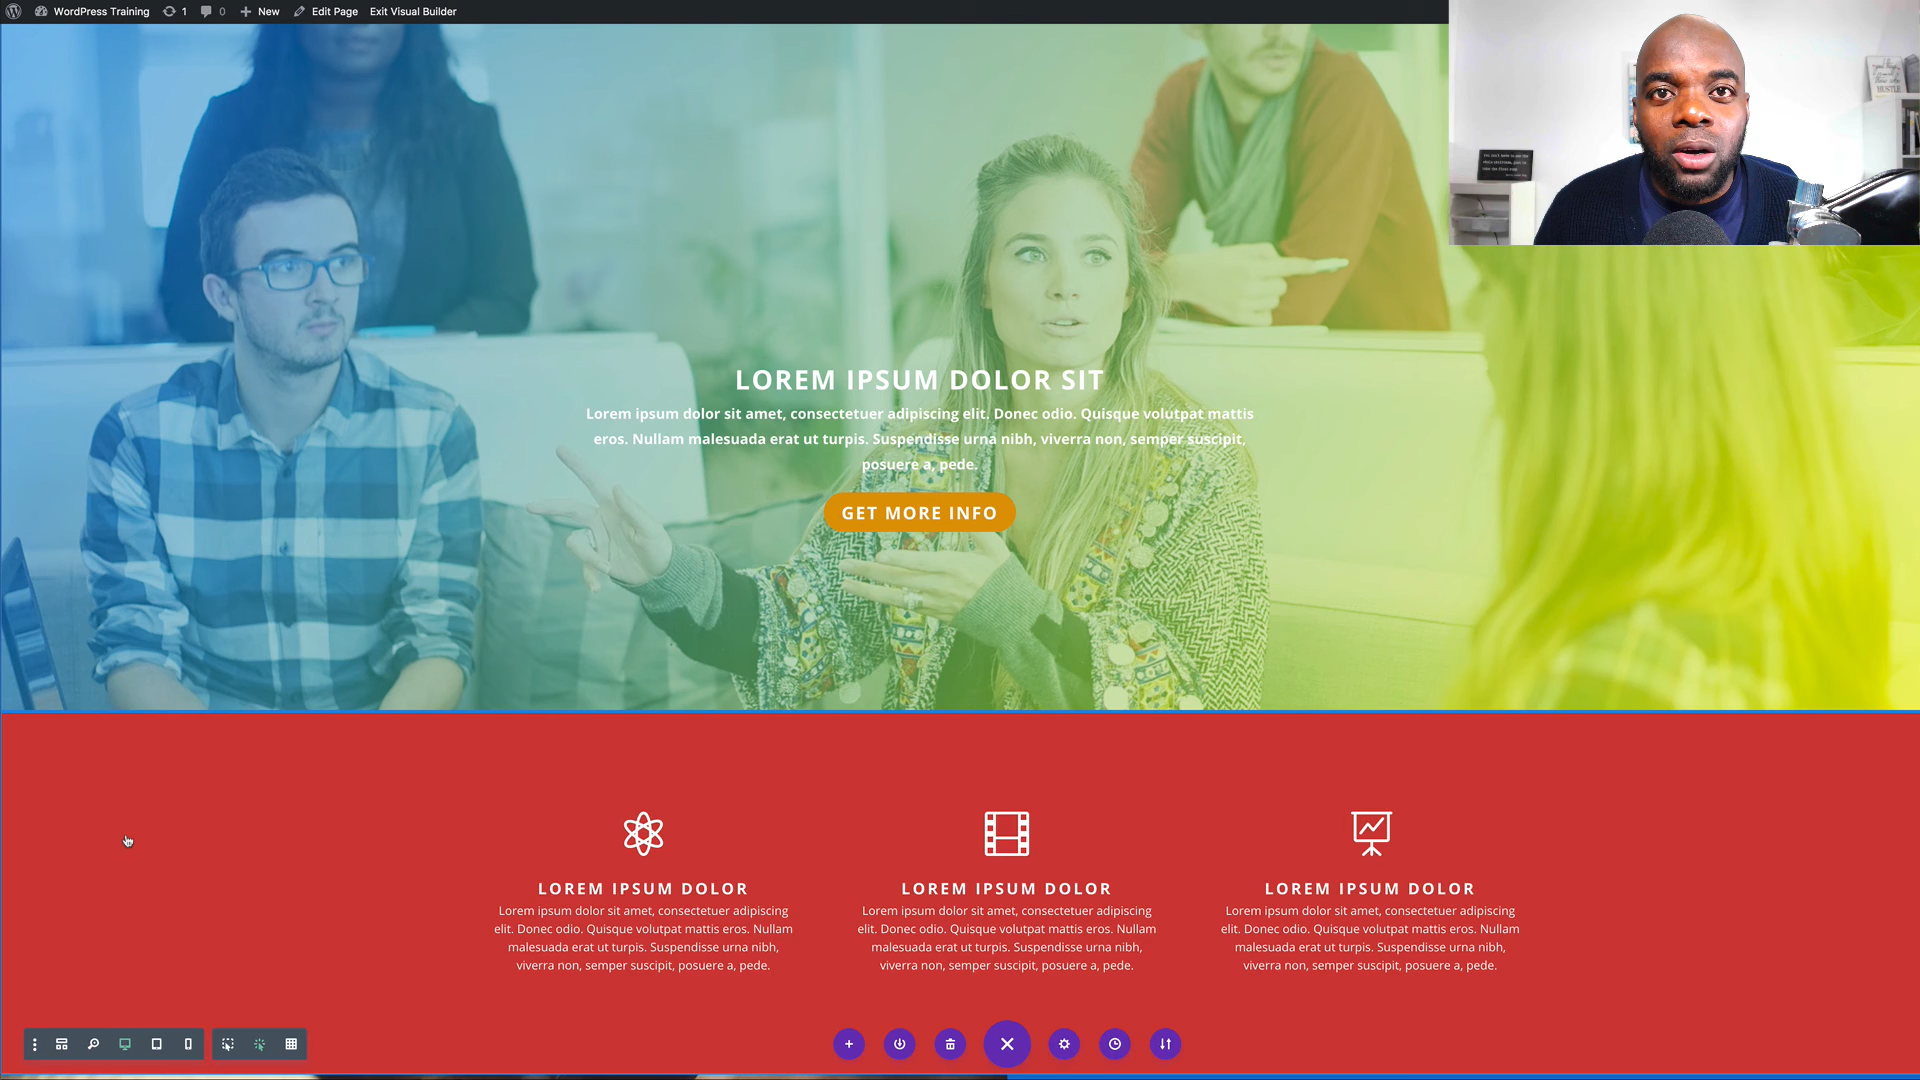 WordPress Training 1 0 New Edit Page Exit Visual Builder
HUSTLE
LOREM IPSUM DOLOR SIT
Lorem ipsum dolor sit amet, consectetuer adipiscing elit. Donec odio. Quisque volutpat mattis
eros. Nullam malesuada erat ut turpis. Suspendisse urna nibh, viverra non, semper suscipit,
posuere a, pede.
GET MORE INFO
LOREM IPSUM DOLOR
Lorem ipsum dolor sit amet, consectetuer adipiscing
elit. Donec odio. Quisque volutpat mattis eros. Nullam
malesuada erat ut turpis. Suspendisse urna nibh,
viverra non, semper suscipit, posuere a, pede.
LOREM IPSUM DOLOR
Lorem ipsum dolor sit amet, consectetuer adipiscing
elit. Donec odio. Quisque volutpat mattis eros. Nullam
malesuada erat ut turpis. Suspendisse urna nibh,
viverra non, semper suscipit, posuere a, pede.
LOREM IPSUM DOLOR
Lorem ipsum dolor sit amet, consectetuer adipiscing
elit. Donec odio. Quisque volutpat mattis eros. Nullam
malesuada erat ut turpis. Suspendisse urna nibh,
viverra non, semper suscipit, posuere a, pede.